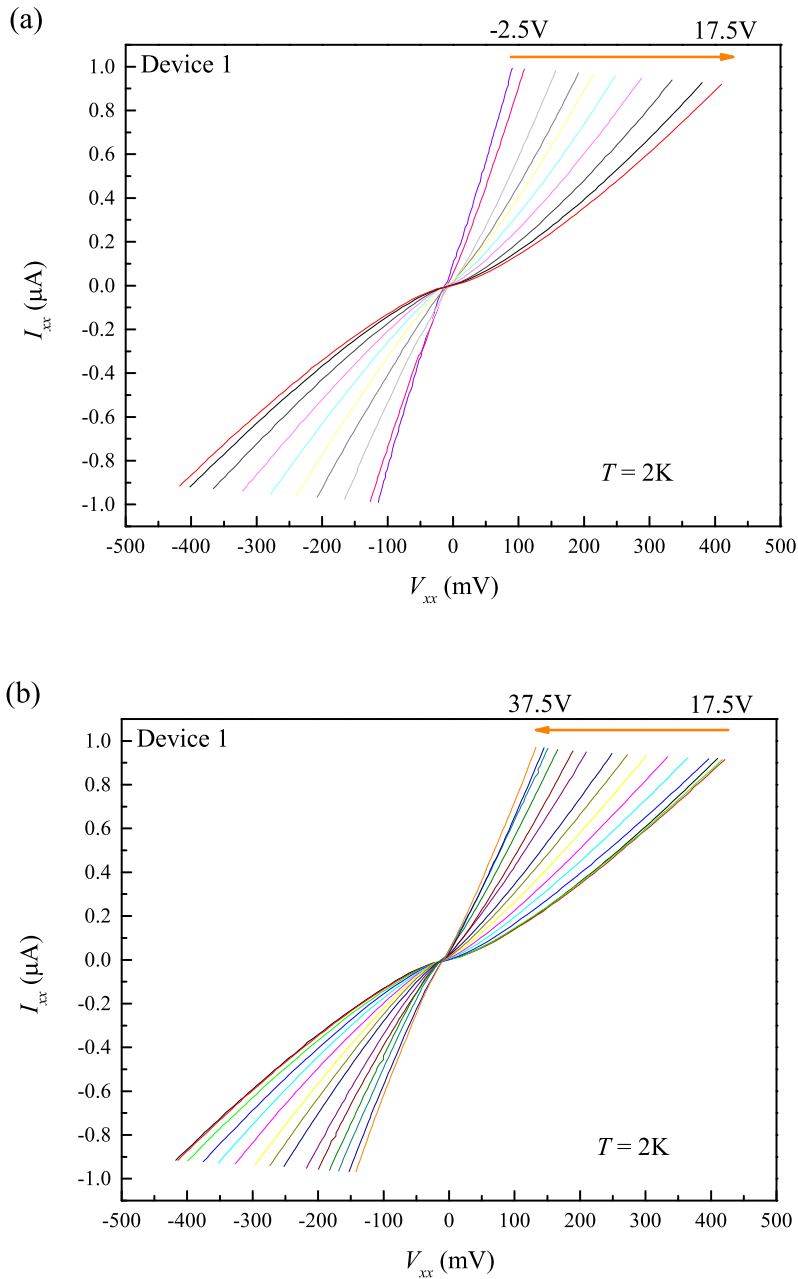 (a)
-2.5V 17.5V
Device 1
1.0
0.8
0.6
0.4
0.2
0.0
-0.2
-0.4
-0.6
-0.8
-1.0
I_xx (μA)
T = 2K
-500 -400 -300 -200 -100 0 100 200 300 400 500
V_xx (mV)
(b)
37.5V 17.5V
Device 1
1.0
0.8
0.6
0.4
0.2
0.0
-0.2
-0.4
-0.6
-0.8
-1.0
I_xx (μA)
T = 2K
-500 -400 -300 -200 -100 0 100 200 300 400 500
V_xx (mV)